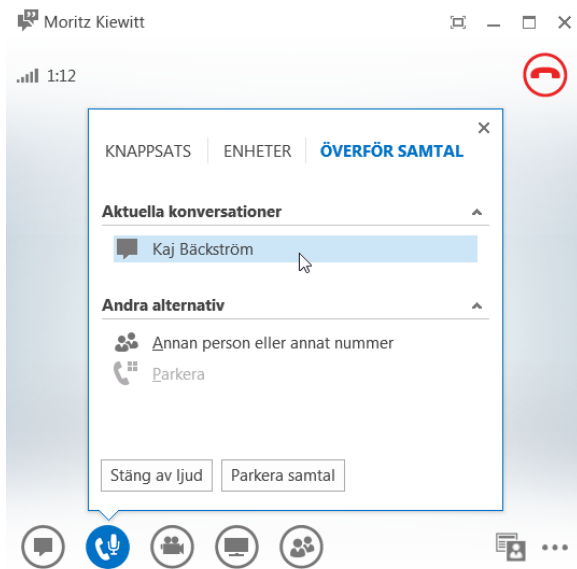 Moritz Kiewitt
1:12
KNAPPSATS ENHETER ÖVERFÖR SAMTAL
Aktuella konversationer
Kaj Bäckström
Andra alternativ
Annan person eller annat nummer
Parkera
Stäng av ljud Parkera samtal